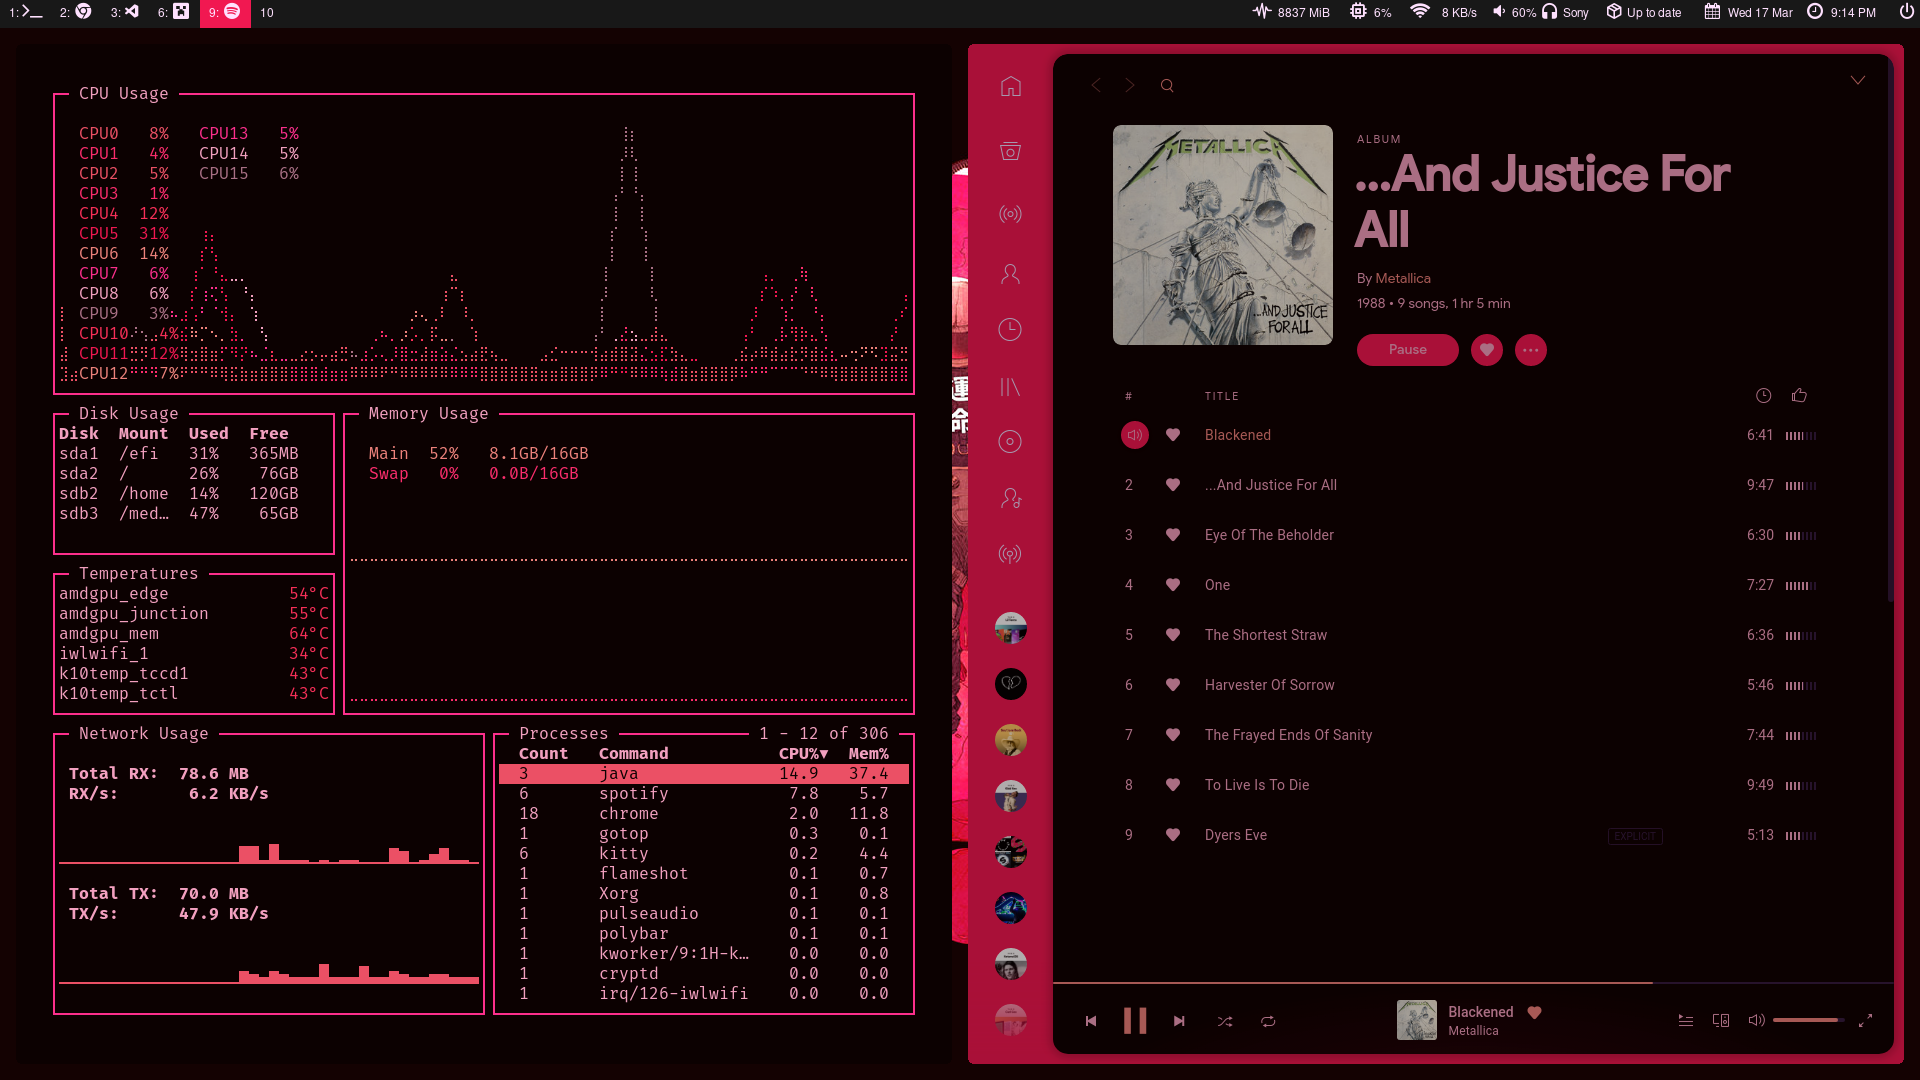 1: 2: 3: 6: 9: 10 8837 MiB 6% 8 KB/s 60% Sony Up to date Wed 17 Mar 9:14 PM
CPU Usage
CPU0 8% CPU13 5%
CPU1 4% CPU14 5%
CPU2 5% CPU15 6%
CPU3 1%
CPU4 12%
CPU5 31%
CPU6 14%
CPU7 6%
CPU8 6%
CPU9 3%
CPU10 4%
CPU11 12%
CPU12 7%
Disk Usage
Disk Mount Used Free
sda1 /efi 31% 365MB
sda2 / 26% 76GB
sdb2 /home 14% 120GB
sdb3 /med… 47% 65GB
Memory Usage
Main 52% 8.1GB/16GB
Swap 0% 0.0B/16GB
Temperatures
amdgpu_edge 54°C
amdgpu_junction 55°C
amdgpu_mem 64°C
iwlwifi_1 34°C
k10temp_tccd1 43°C
k10temp_tctl 43°C
Network Usage
Total RX: 78.6 MB
RX/s: 6.2 KB/s
Total TX: 70.0 MB
TX/s: 47.9 KB/s
Processes 1 - 12 of 306
Count Command CPU%▼ Mem%
3 java 14.9 37.4
6 spotify 7.8 5.7
18 chrome 2.0 11.8
1 gotop 0.3 0.1
6 kitty 0.2 4.4
1 flameshot 0.1 0.7
1 Xorg 0.1 0.8
1 pulseaudio 0.1 0.1
1 polybar 0.1 0.1
1 kworker/9:1H-k… 0.0 0.0
1 cryptd 0.0 0.0
1 irq/126-iwlwifi 0.0 0.0
運
命
METALLICA
...AND JUSTICE
FOR ALL
ALBUM
...And Justice For
All
By Metallica
1988 • 9 songs, 1 hr 5 min
Pause
# TITLE
Blackened 6:41
2 ...And Justice For All 9:47
3 Eye Of The Beholder 6:30
4 One 7:27
5 The Shortest Straw 6:36
6 Harvester Of Sorrow 5:46
7 The Frayed Ends Of Sanity 7:44
8 To Live Is To Die 9:49
9 Dyers Eve EXPLICIT 5:13
Blackened
Metallica